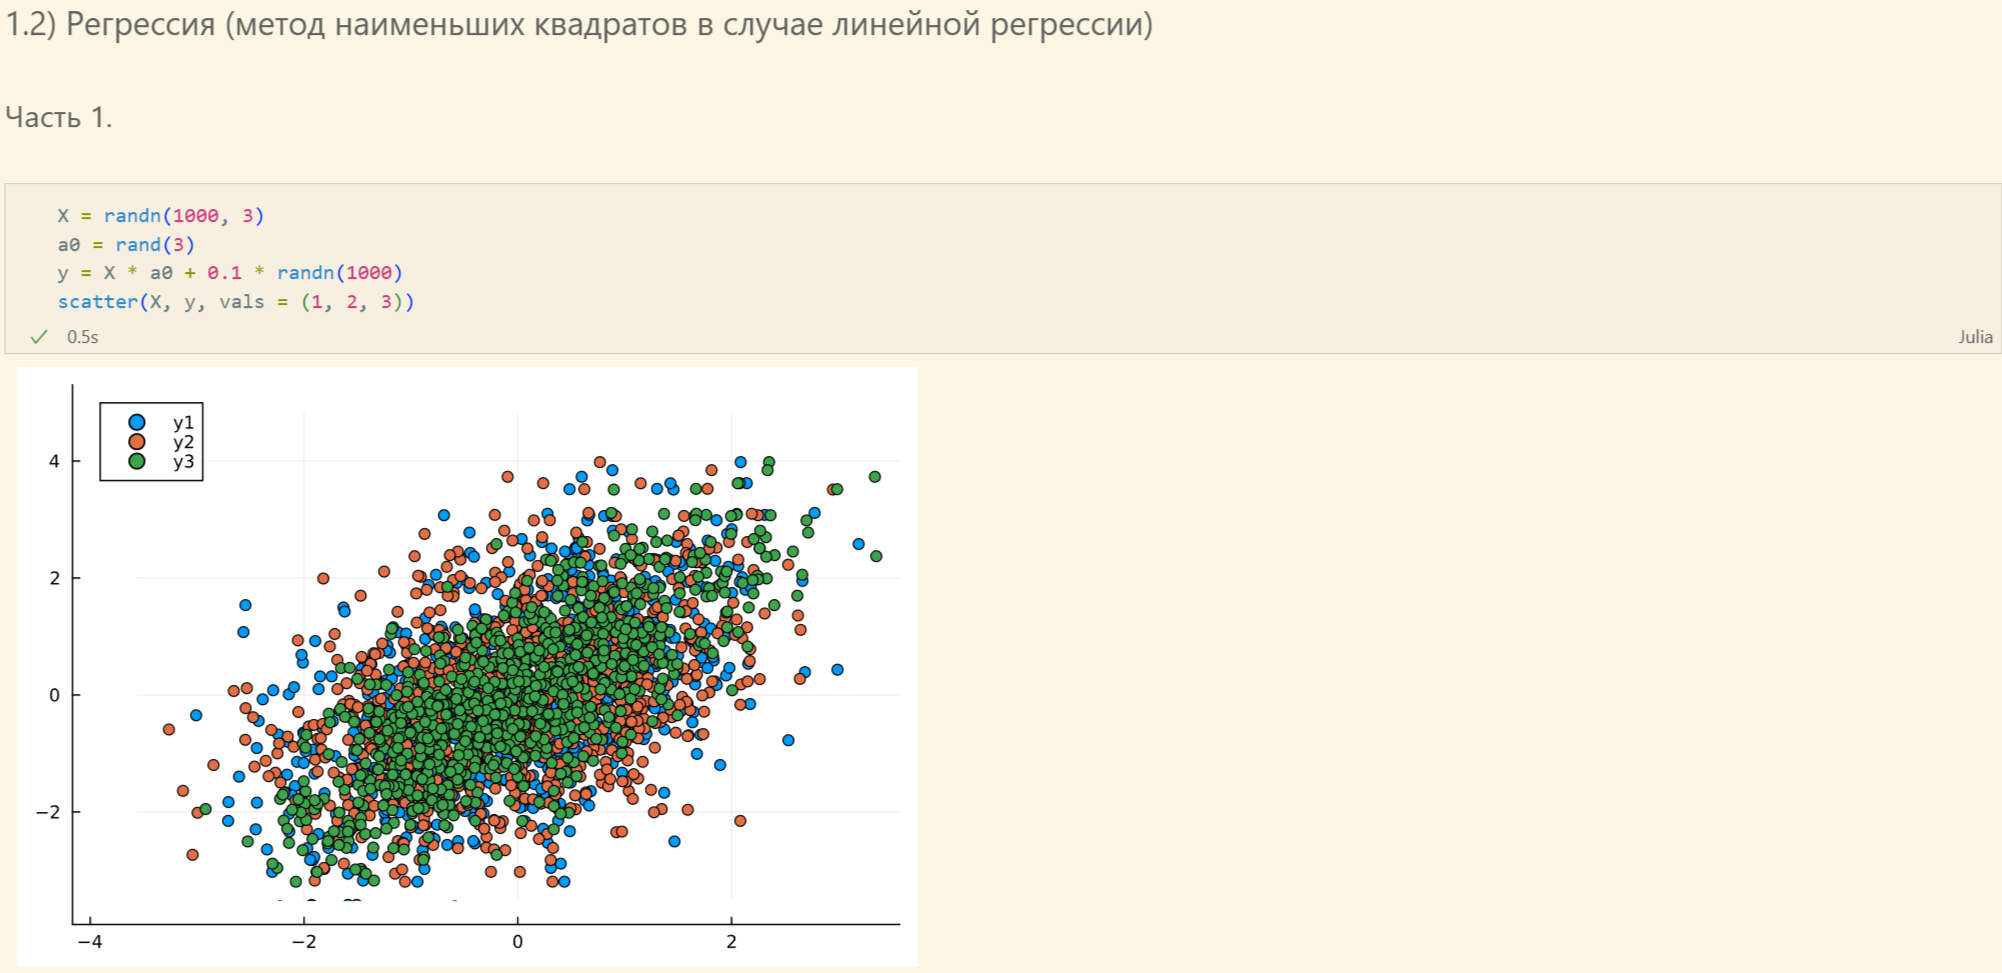 1.2) Регрессия (метод наименьших квадратов в случае линейной регрессии)
Часть 1.
X = randn(1000, 3)
a0 = rand(3)
y = X * a0 + 0.1 * randn(1000)
scatter(X, y, vals = (1, 2, 3))
0.5s
Julia
y1
y2
y3
4
2
0
−2
−4
−2
0
2